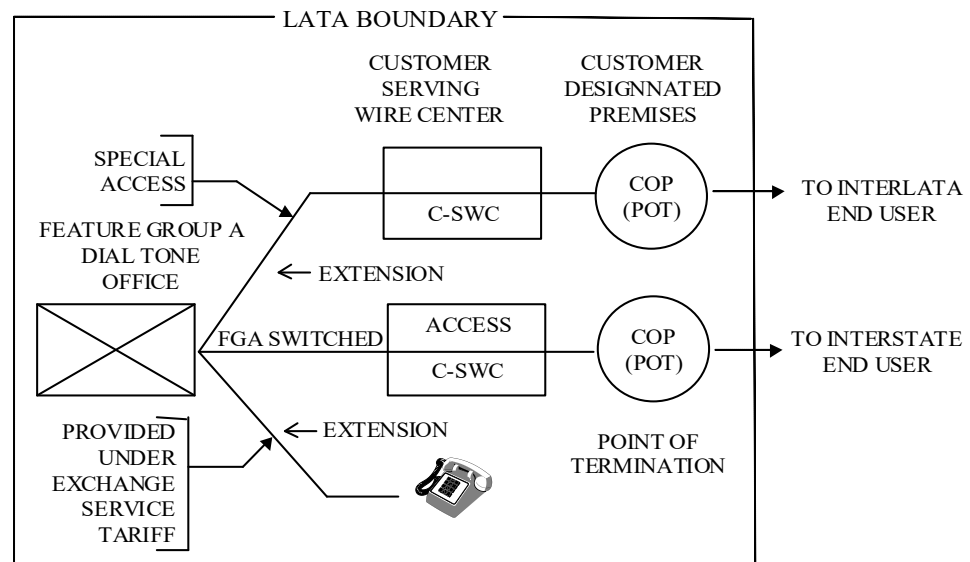 LATA BOUNDARY
CUSTOMER
SERVING
WIRE CENTER
CUSTOMER
DESIGNNATED
PREMISES
SPECIAL
ACCESS
C-SWC
COP
(POT)
TO INTERLATA
END USER
FEATURE GROUP A
DIAL TONE
OFFICE
EXTENSION
FGA SWITCHED
ACCESS
C-SWC
COP
(POT)
TO INTERSTATE
END USER
PROVIDED
UNDER
EXCHANGE
SERVICE
TARIFF
EXTENSION
POINT OF
TERMINATION